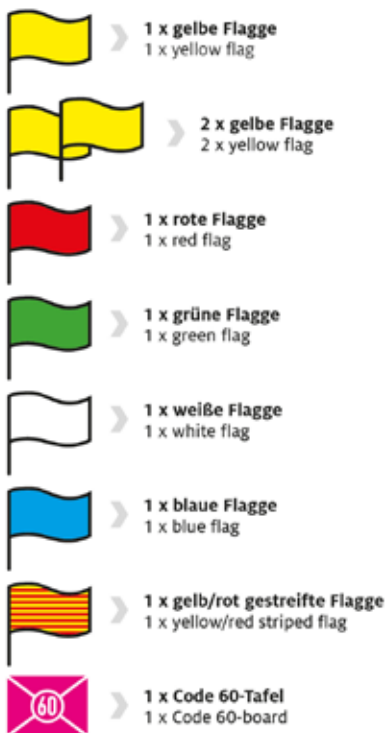 1 x gelbe Flagge
1 x yellow flag
2 x gelbe Flagge
2 x yellow flag
1 x rote Flagge
1 x red flag
1 x grüne Flagge
1 x green flag
1 x weiße Flagge
1 x white flag
1 x blaue Flagge
1 x blue flag
1 x gelb/rot gestreifte Flagge
1 x yellow/red striped flag
60
1 x Code 60-Tafel
1 x Code 60-board